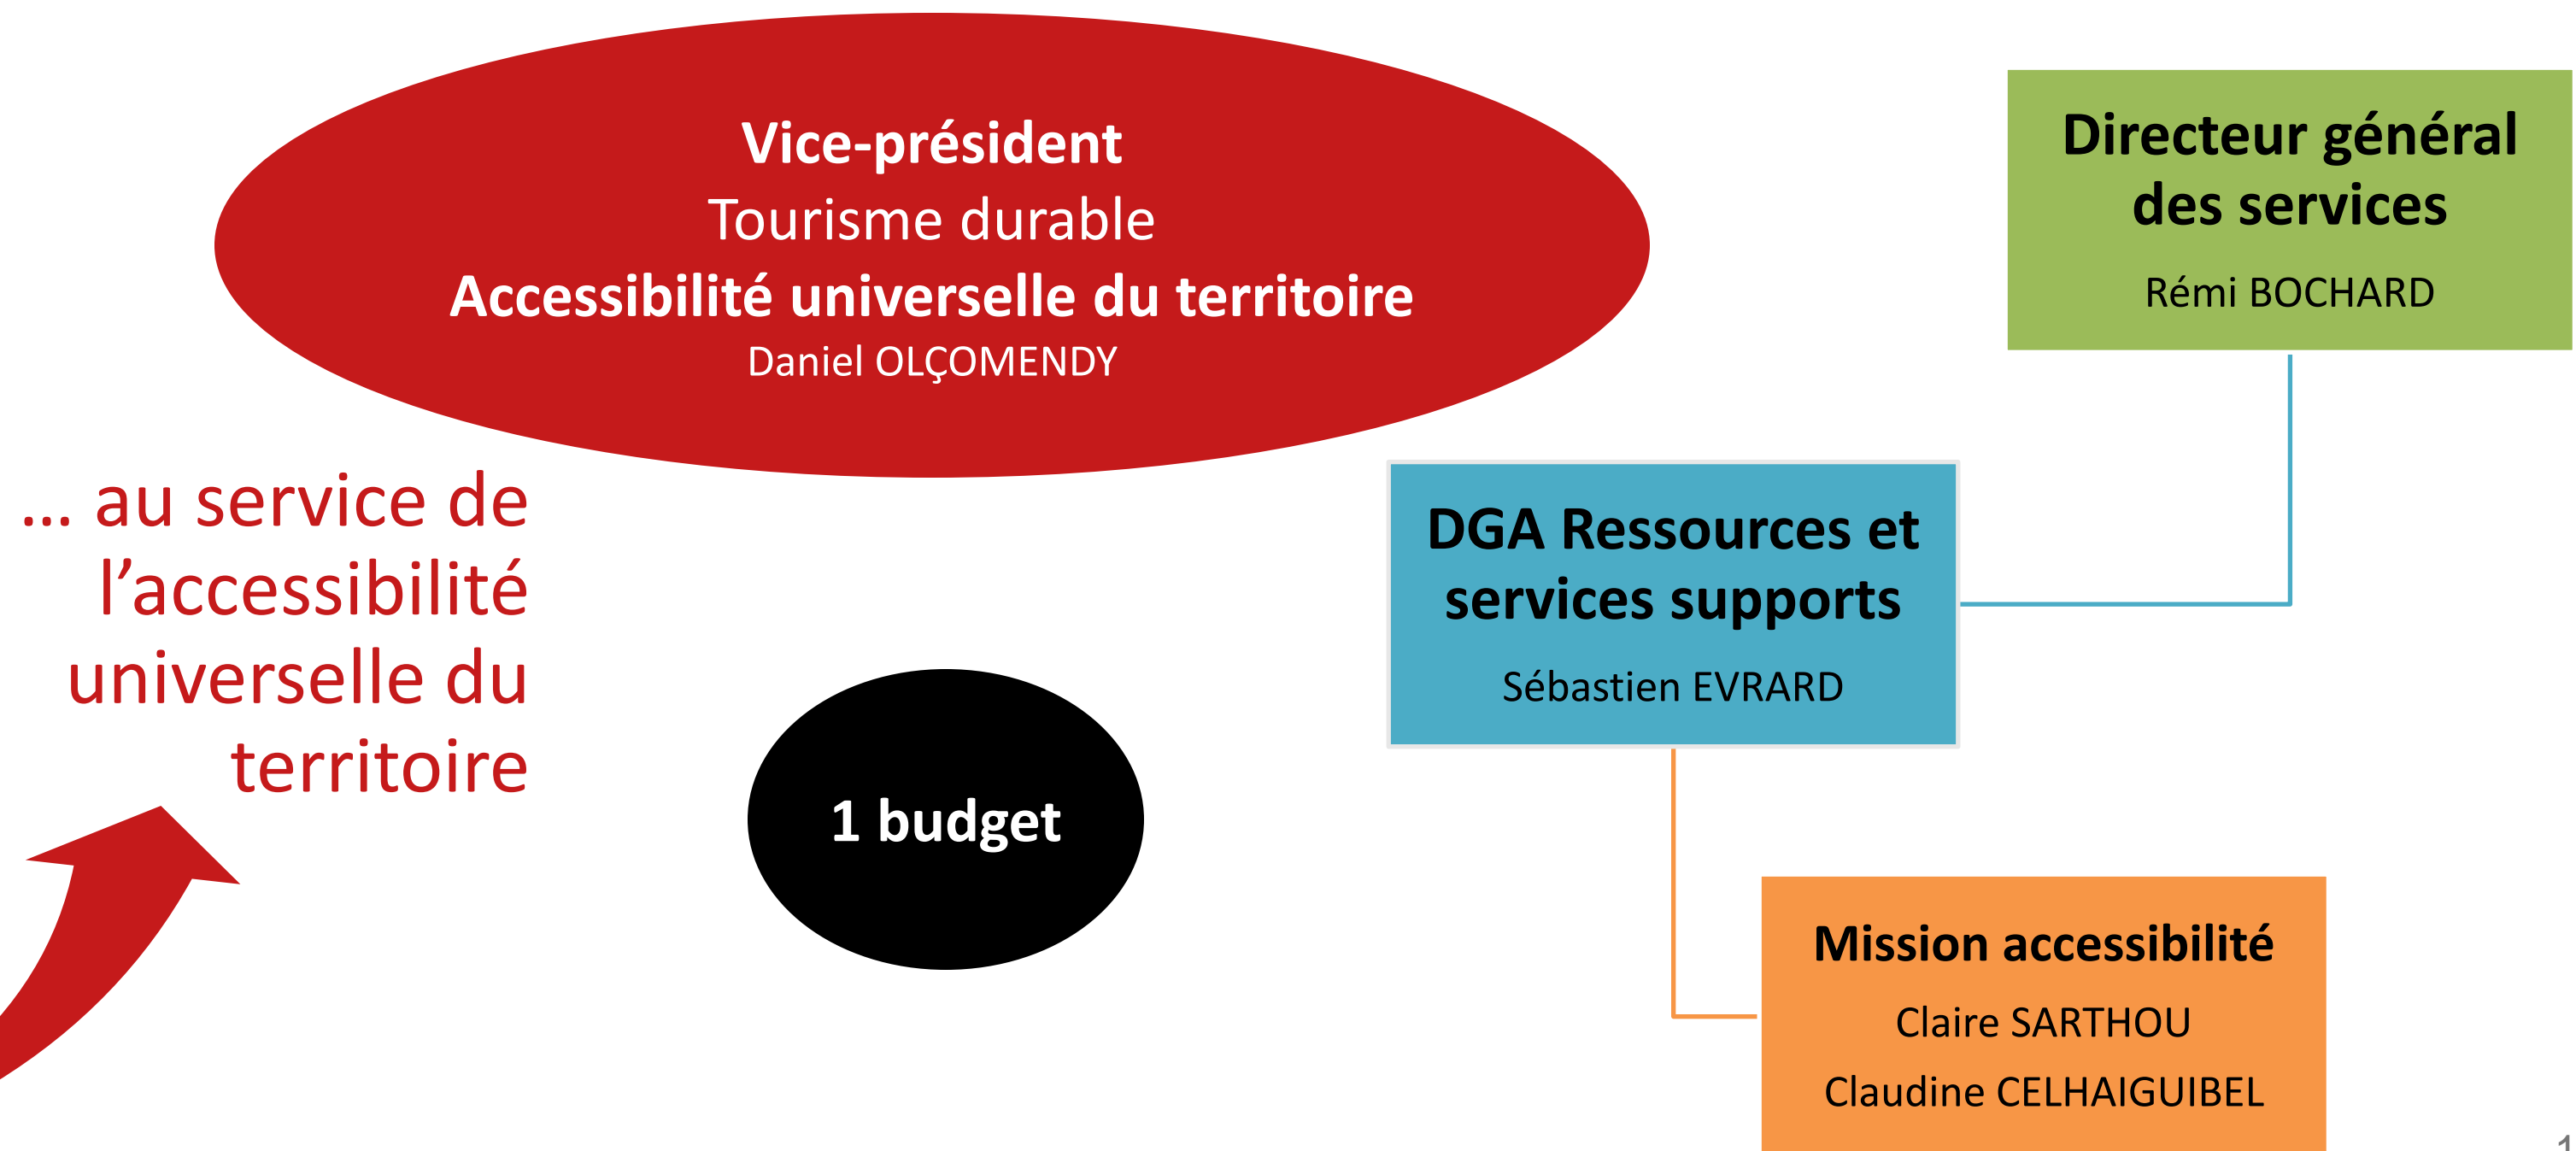 Vice-président
Tourisme durable
Accessibilité universelle du territoire
Daniel OLÇOMENDY
Directeur général
des services
Rémi BOCHARD
... au service de
l’accessibilité
universelle du
territoire
DGA Ressources et
services supports
Sébastien EVRARD
1 budget
Mission accessibilité
Claire SARTHOU
Claudine CELHAIGUIBEL
1